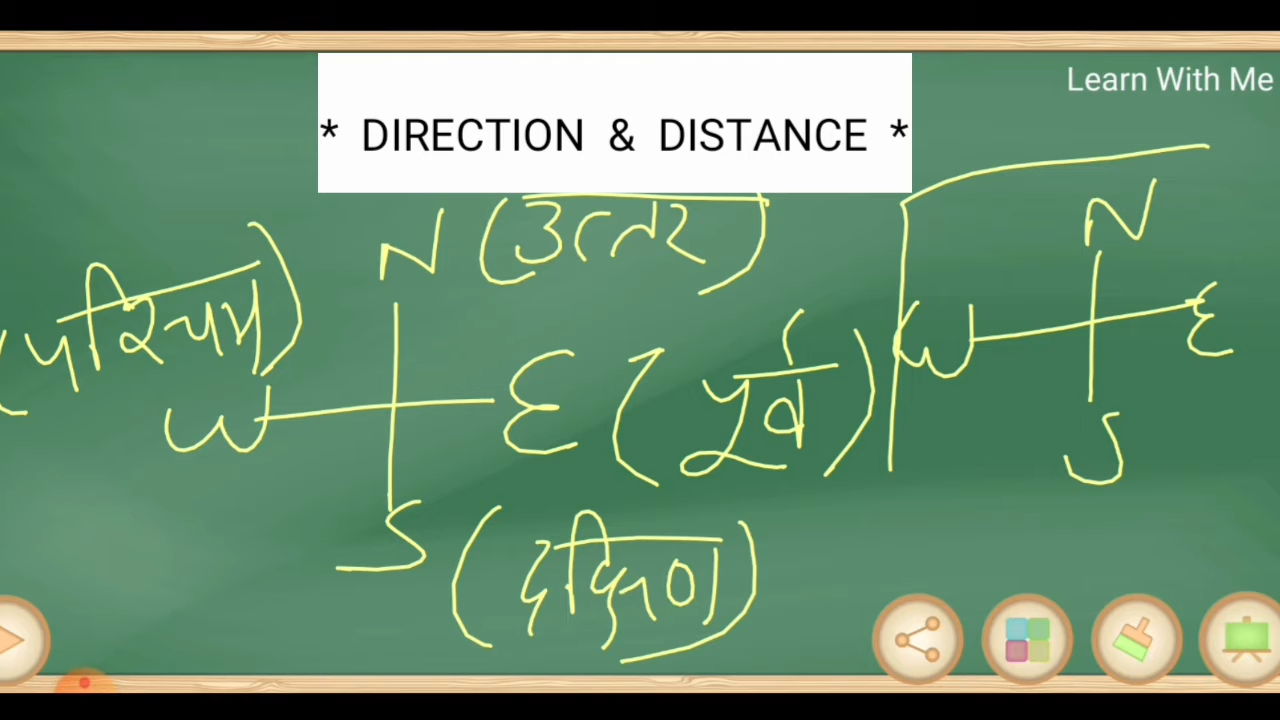 Learn With Me
* DIRECTION & DISTANCE *
N (उत्तर)
N
(पश्चिम)
W E (पुर्व)
W E
S (दक्षिण)
S